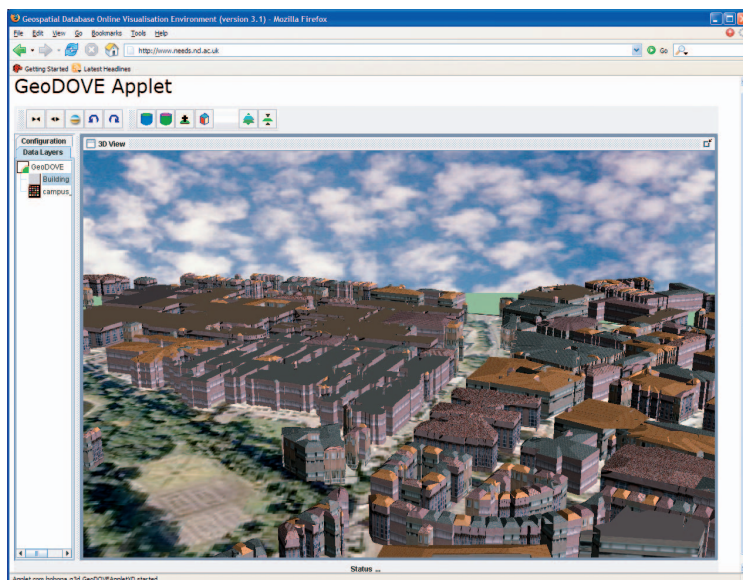 Geospatial Database Online Visualisation Environment (version 3.1) - Mozilla Firefox
File Edit View Go Bookmarks Tools Help
http://www.needs.nd.ac.uk Go
Getting Started Latest Headlines
GeoDOVE Applet
Configuration
Data Layers
3D View
GeoDOVE
Building
campus_
Status ...
started